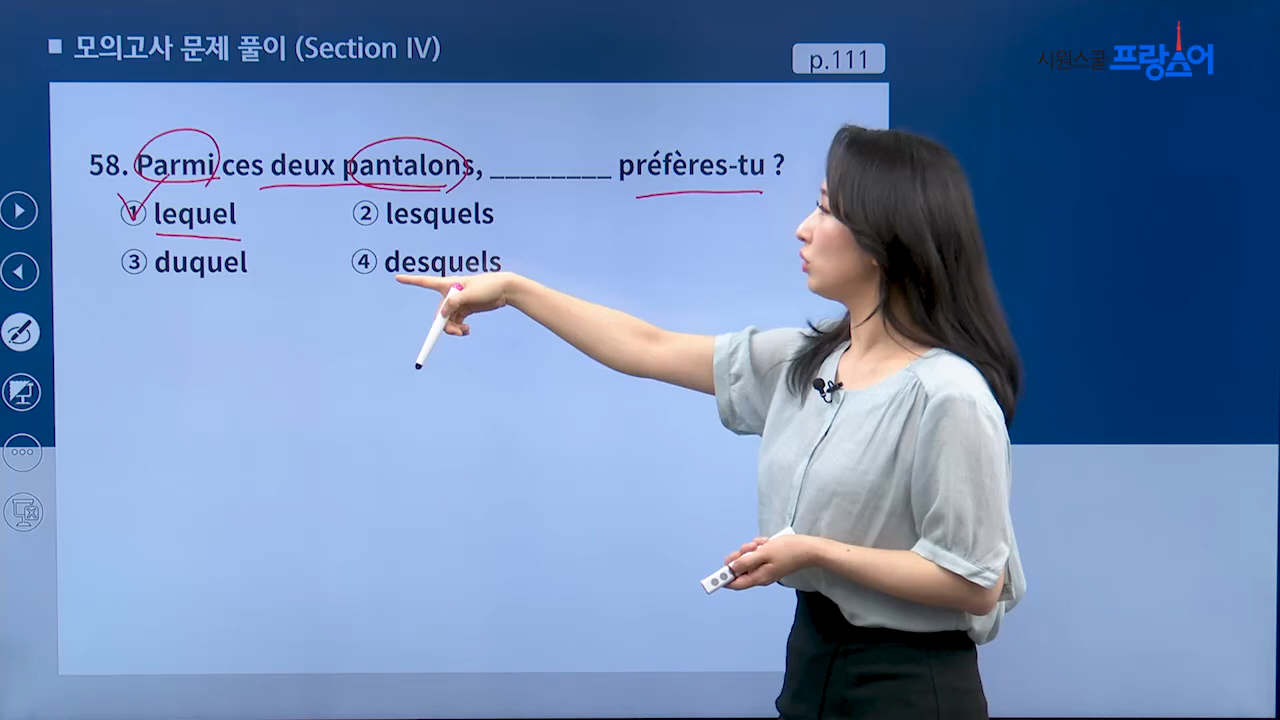 ■ 모의고사 문제 풀이 (Section IV)
p.111
시원스쿨 프랑스어
58. Parmi ces deux pantalons, ________ préfères-tu ?
① lequel ② lesquels
③ duquel ④ desquels